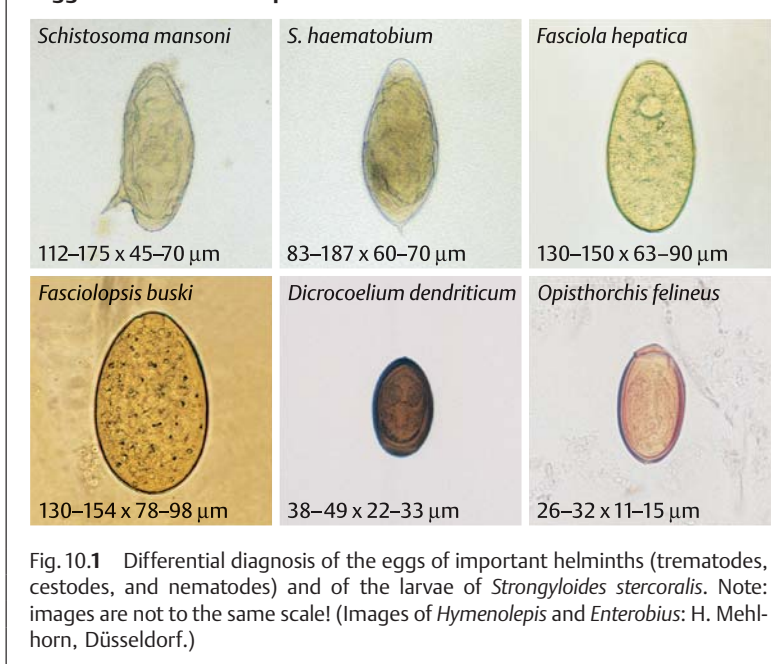 Schistosoma mansoni
S. haematobium
Fasciola hepatica
112–175 x 45–70 μm
83–187 x 60–70 μm
130–150 x 63–90 μm
Fasciolopsis buski
Dicrocoelium dendriticum
Opisthorchis felineus
130–154 x 78–98 μm
38–49 x 22–33 μm
26–32 x 11–15 μm
Fig. 10.1 Differential diagnosis of the eggs of important helminths (trematodes,
cestodes, and nematodes) and of the larvae of Strongyloides stercoralis. Note:
images are not to the same scale! (Images of Hymenolepis and Enterobius: H. Mehl-
horn, Düsseldorf.)